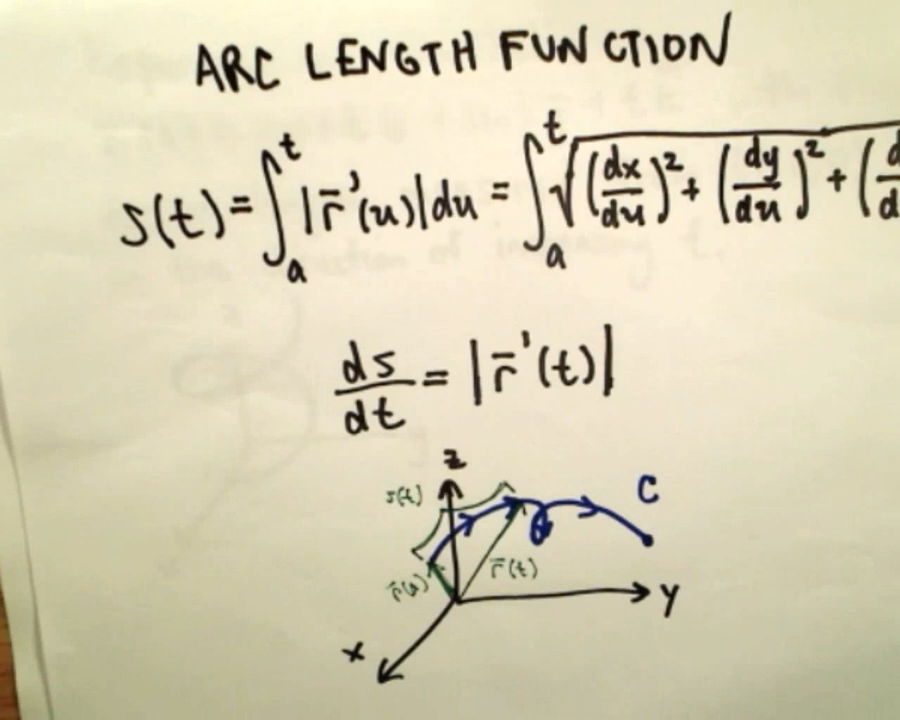 ARC LENGTH FUNCTION
s(t) = ∫ₐᵗ |r̄'(u)| du = ∫ₐᵗ √(dx/du)² + (dy/du)² + (d/d
ds/dt = |r̄'(t)|
z
s(t)
C
r̄(a)
r̄(t)
y
x